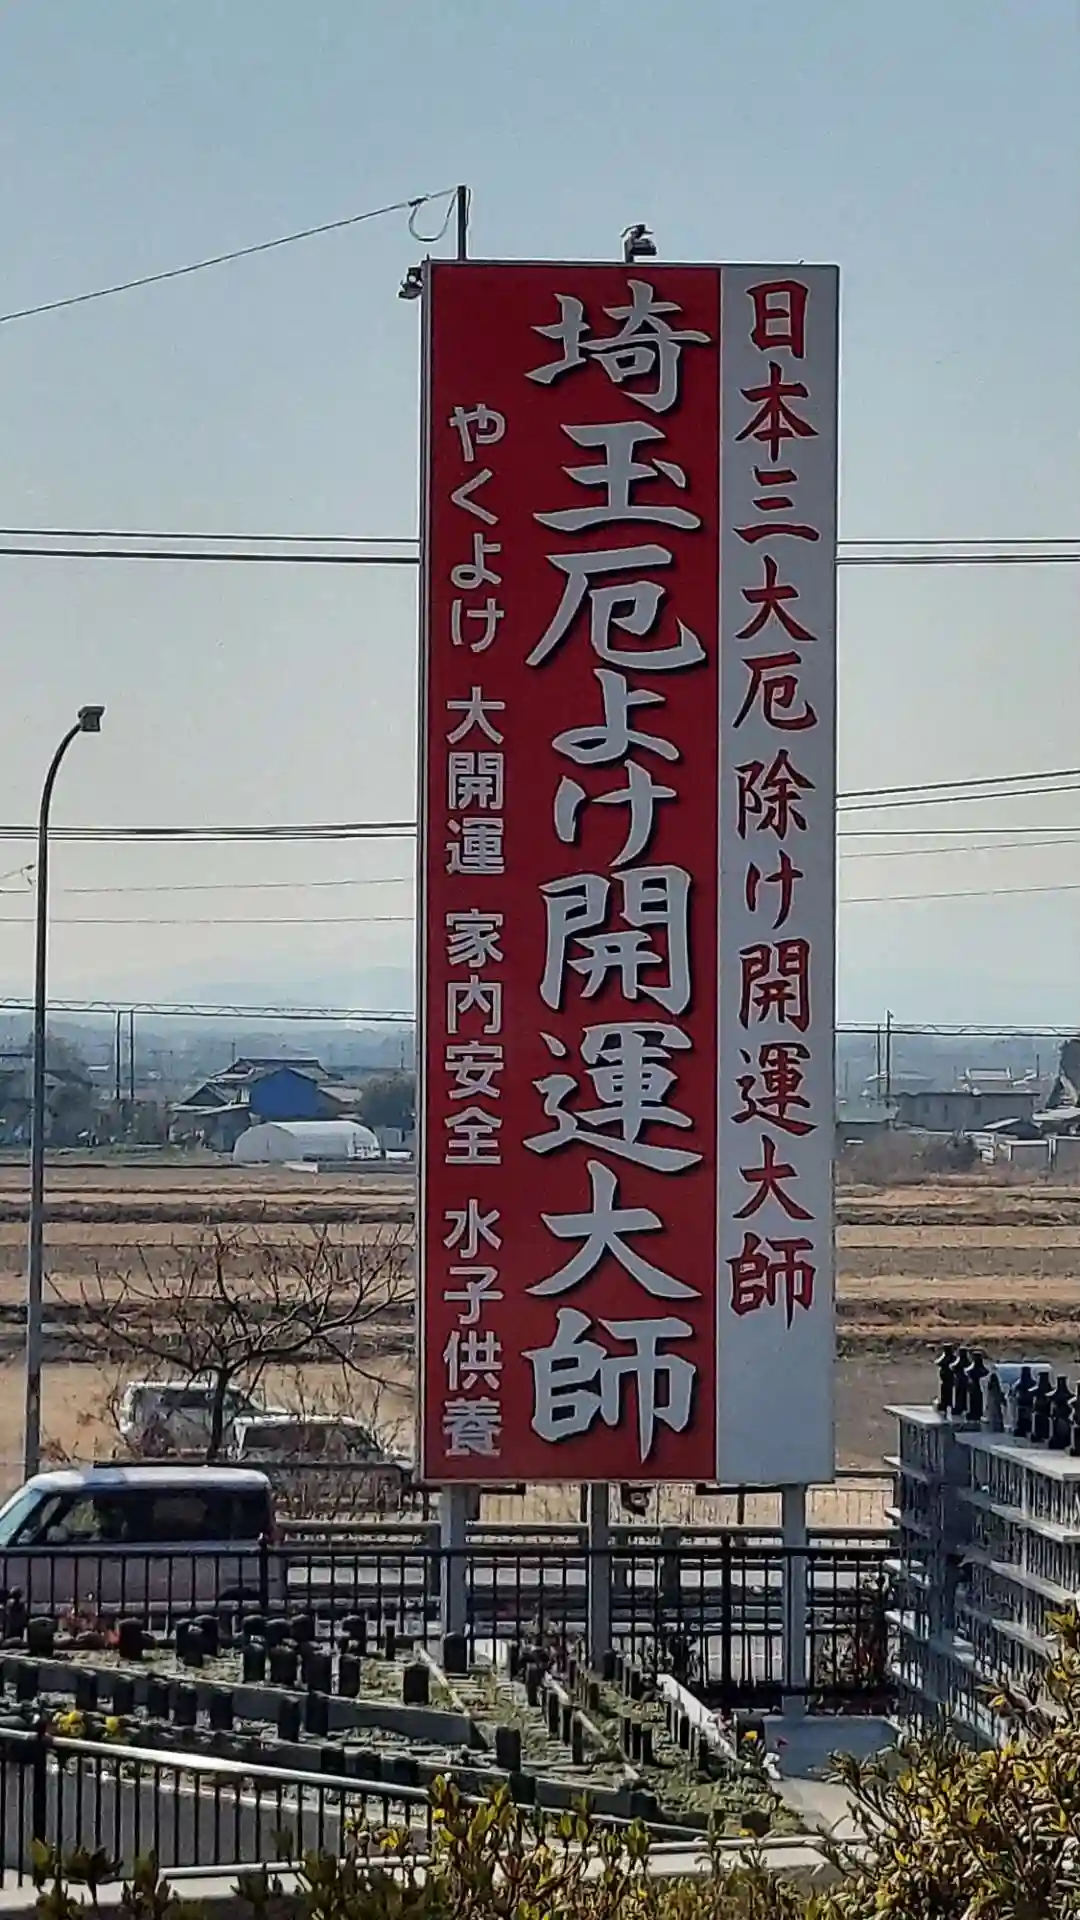 日本三大厄除け開運大師
埼玉厄よけ開運大師
やくよけ 大開運 家内安全 水子供養